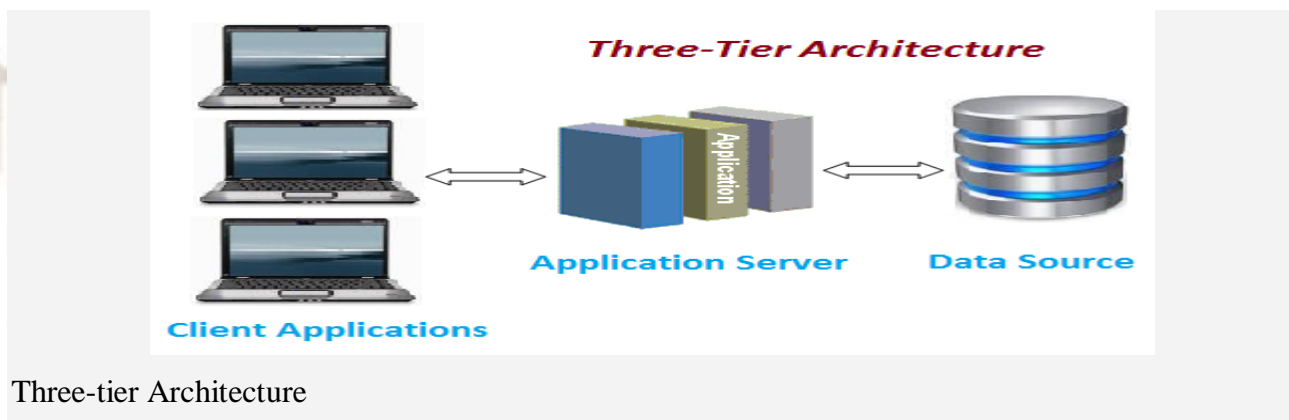 Three-Tier Architecture
Application
Application Server
Data Source
Client Applications
Three-tier Architecture